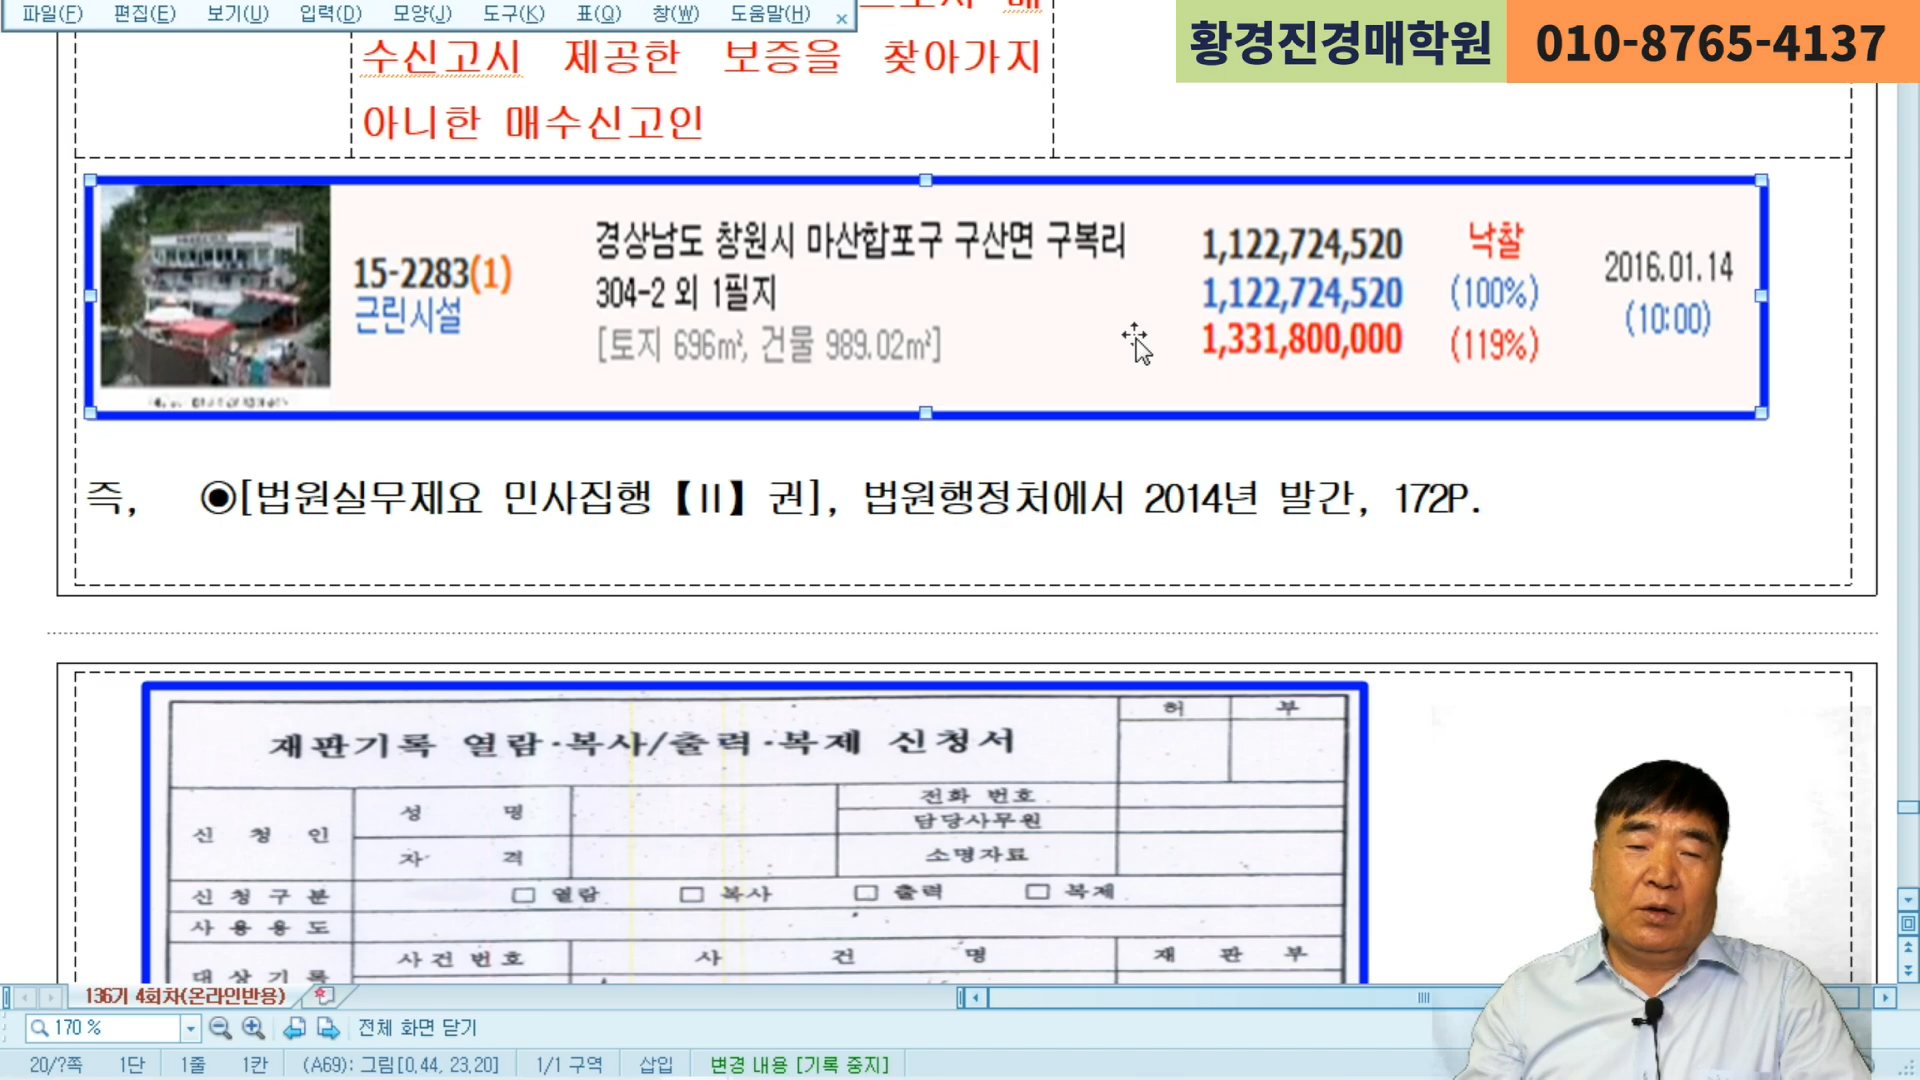 파일(F) 편집(E) 보기(U) 입력(D) 모양(J) 도구(K) 표(Q) 창(W) 도움말(H) x
황경진경매학원 010-8765-4137
수신고시 제공한 보증을 찾아가지
아니한 매수신고인
15-2283(1)
근린시설
경상남도 창원시 마산합포구 구산면 구복리
304-2 외 1필지
[토지 696㎡, 건물 989.02㎡]
1,122,724,520
1,122,724,520
1,331,800,000
낙찰
(100%)
(119%)
2016.01.14
(10:00)
즉, ◉[법원실무제요 민사집행【Ⅱ】권], 법원행정처에서 2014년 발간, 172P.
재판기록 열람·복사/출력·복제 신청서
허 부
신 청 인
성 명
전화 번호
담당사무원
자 격
소명자료
신 청 구 분
□ 열람 □ 복사 □ 출력 □ 복제
사 용 용 도
대 상 기 록
사 건 번 호
사 건 명
재 판 부
136기 4회차(온라인반용)
170 %
전체 화면 닫기
20/?쪽 1단 1줄 1칸 (A69): 그림[0,44, 23,20] 1/1 구역 삽입 변경 내용 [기록 중지]